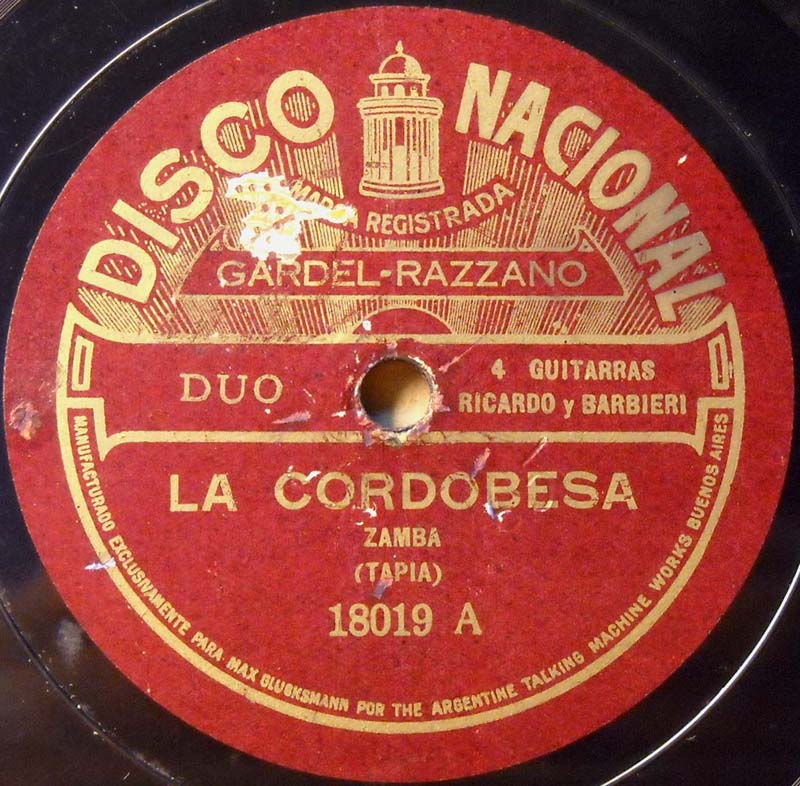 DISCO NACIONAL
MARCA REGISTRADA
GARDEL-RAZZANO
DUO
4 GUITARRAS
RICARDO y BARBIERI
LA CORDOBESA
ZAMBA
(TAPIA)
18019 A
MANUFACTURADO EXCLUSIVAMENTE PARA MAX GLUCKSMANN POR THE ARGENTINE TALKING MACHINE WORKS BUENOS AIRES